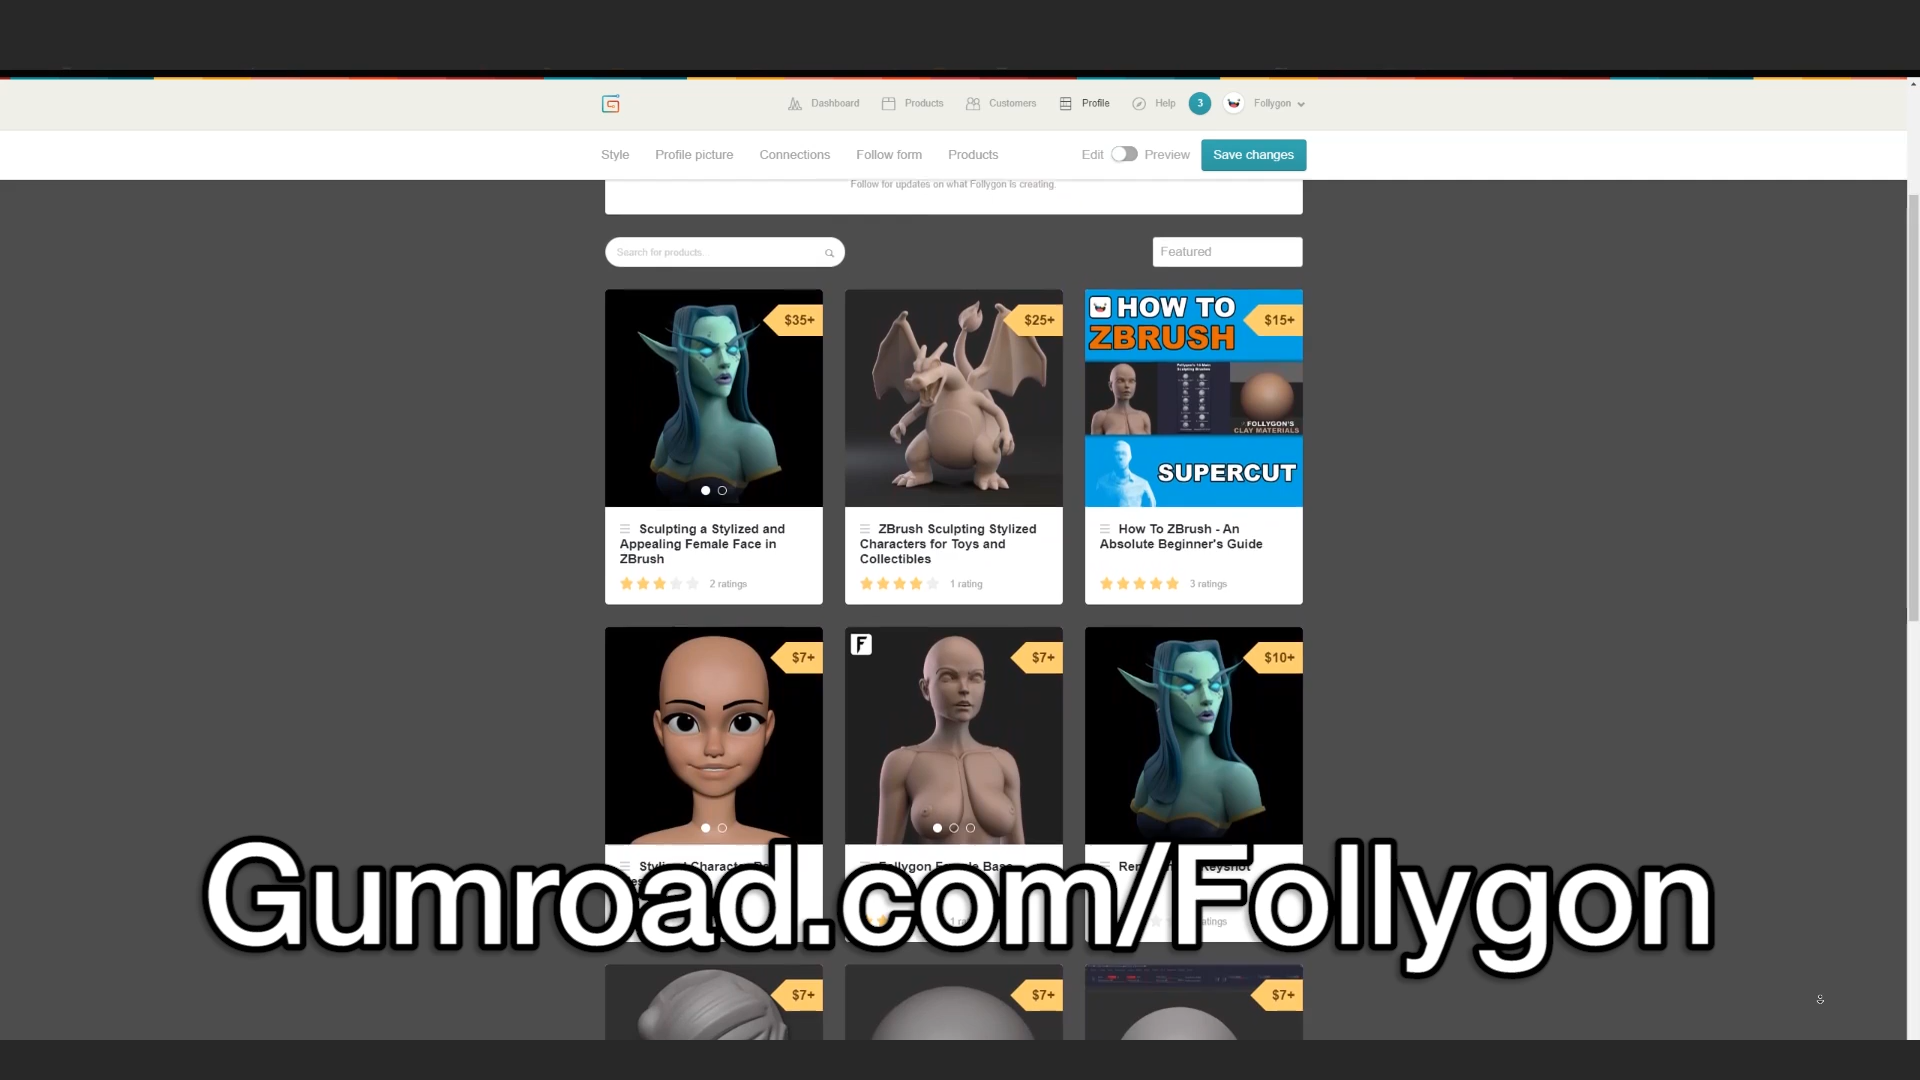 Dashboard Products Customers Profile Help 3 Follygon
Style Profile picture Connections Follow form Products Edit Preview Save changes
Follow for updates on what Follygon is creating.
Search for products... Featured
$35+
$25+
HOW TO
ZBRUSH
$15+
FOLLYGON'S
CLAY MATERIALS
SUPERCUT
Sculpting a Stylized and
Appealing Female Face in
ZBrush
2 ratings
ZBrush Sculpting Stylized
Characters for Toys and
Collectibles
1 rating
How To ZBrush - An
Absolute Beginner's Guide
3 ratings
$7+
F
$7+
$10+
Follygon Female Base
Gumroad.com/Follygon
$7+
$7+
$7+